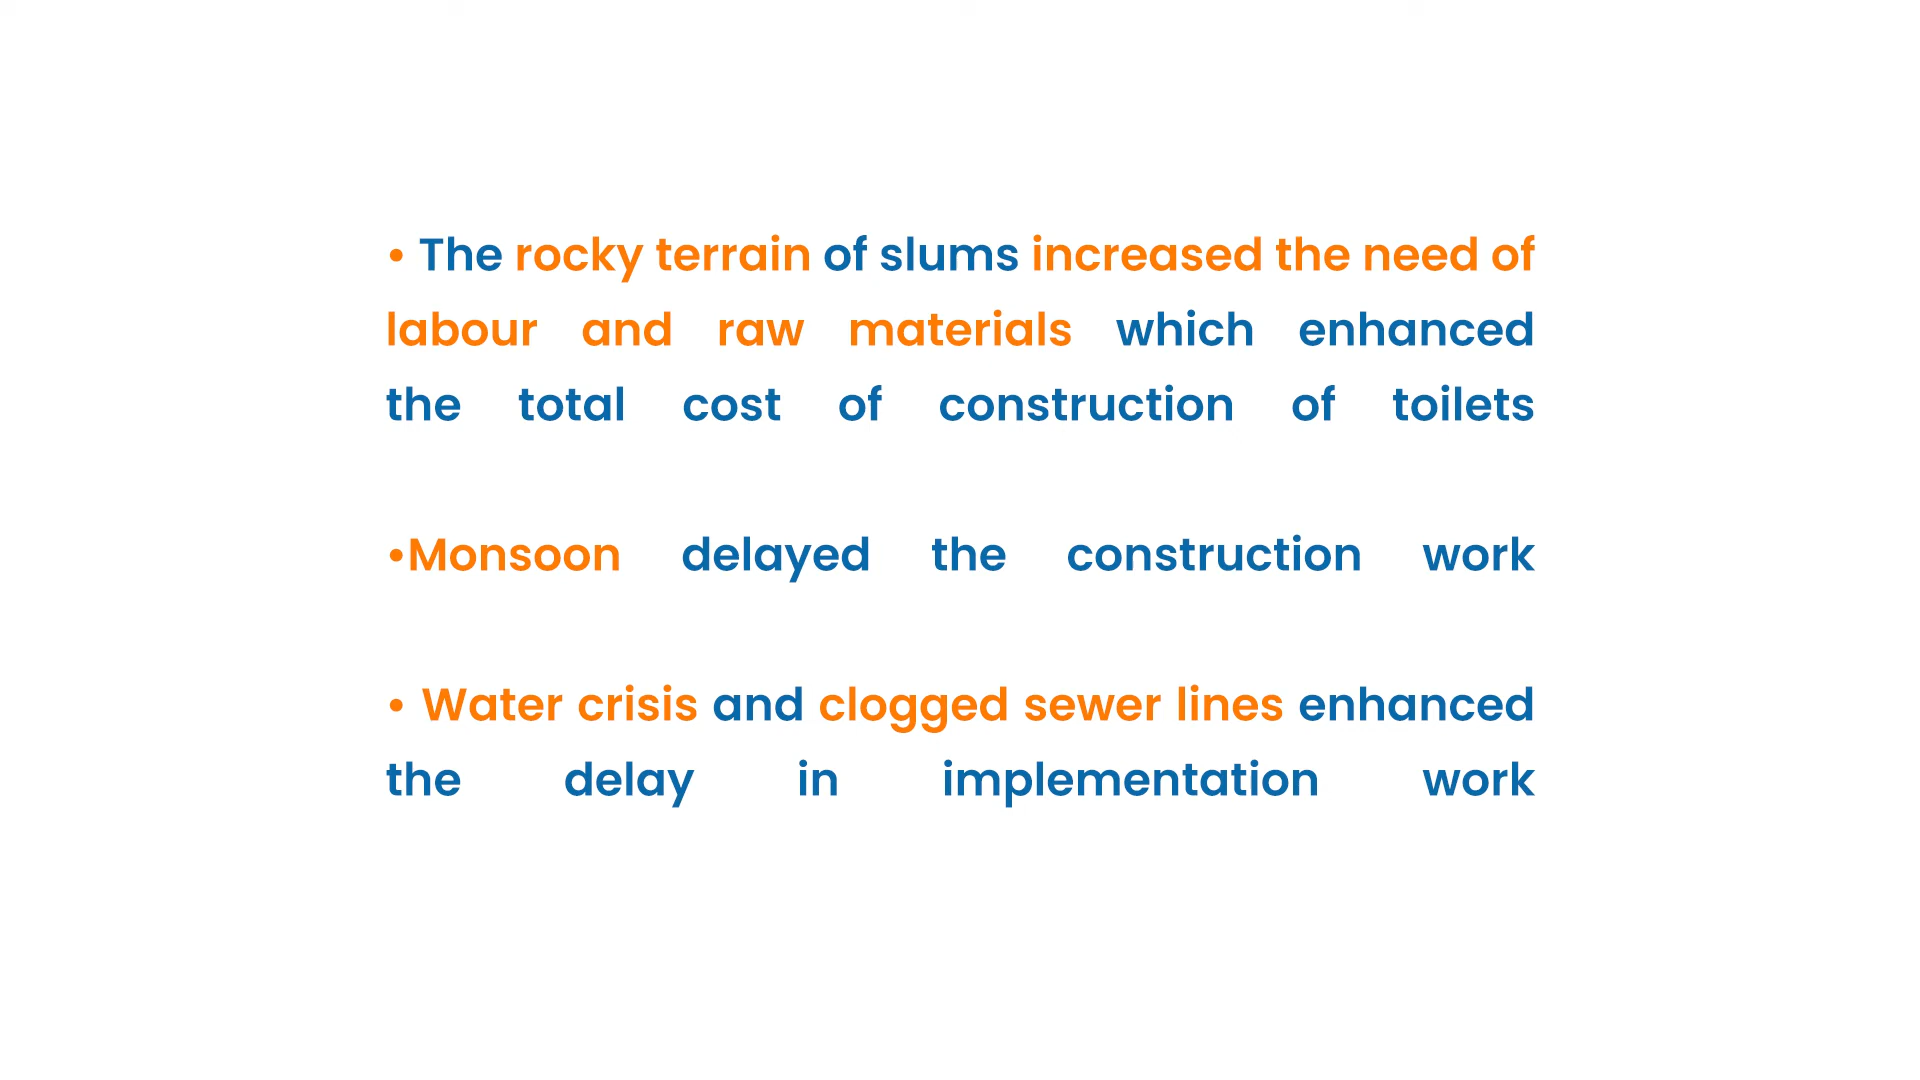 • The rocky terrain of slums increased the need of
labour and raw materials which enhanced
the total cost of construction of toilets
•Monsoon delayed the construction work
• Water crisis and clogged sewer lines enhanced
the delay in implementation work